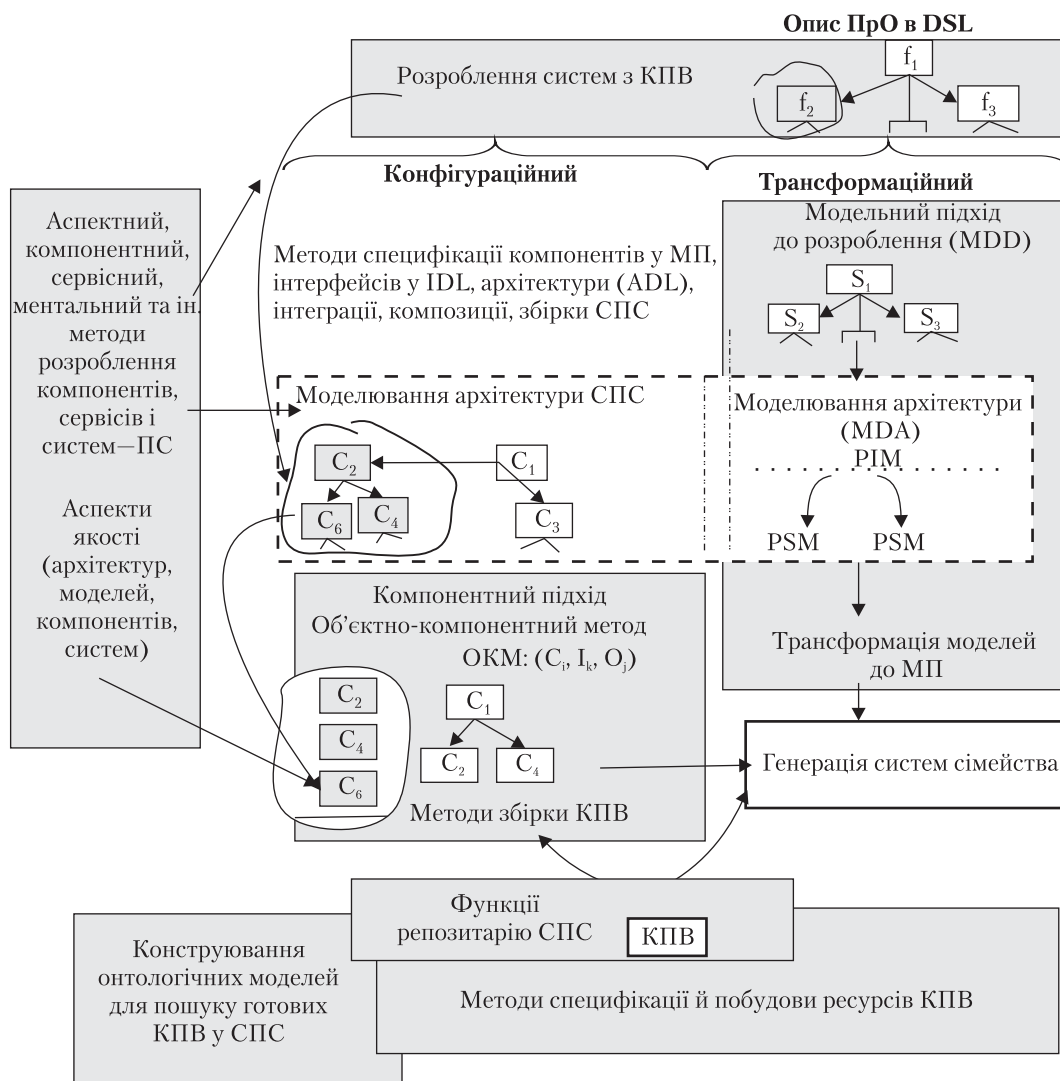 Опис ПрО в DSL
Розроблення систем з КПВ
f₁
f₂
f₃
Конфігураційний
Трансформаційний
Аспектний,
компонентний,
сервісний,
ментальний та ін.
методи
розроблення
компонентів,
сервісів і
систем—ПС
Аспекти
якості
(архітектур,
моделей,
компонентів,
систем)
Методи специфікації компонентів у МП,
інтерфейсів у IDL, архітектури (ADL),
інтеграції, композиції, збірки СПС
Модельний підхід
до розроблення (MDD)
S₁
S₂
S₃
Моделювання архітектури СПС
C₂
C₁
C₆
C₄
C₃
Моделювання архітектури
(MDA)
PIM
PSM
PSM
Компонентний підхід
Об’єктно-компонентний метод
ОКМ: (Cᵢ, Iₖ, Oⱼ)
C₂
C₄
C₆
C₁
C₂
C₄
Методи збірки КПВ
Трансформація моделей
до МП
Генерація систем сімейства
Функції
репозитарію СПС
КПВ
Конструювання
онтологічних моделей
для пошуку готових
КПВ у СПС
Методи специфікації й побудови ресурсів КПВ